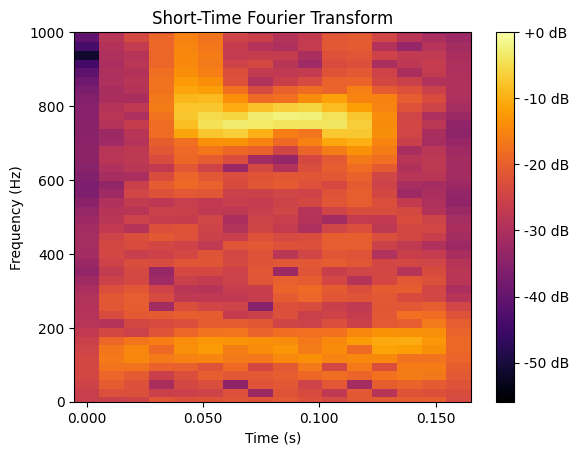 Short-Time Fourier Transform
Frequency (Hz)
1000
800
600
400
200
0
0.000
0.050
0.100
0.150
Time (s)
+0 dB
-10 dB
-20 dB
-30 dB
-40 dB
-50 dB